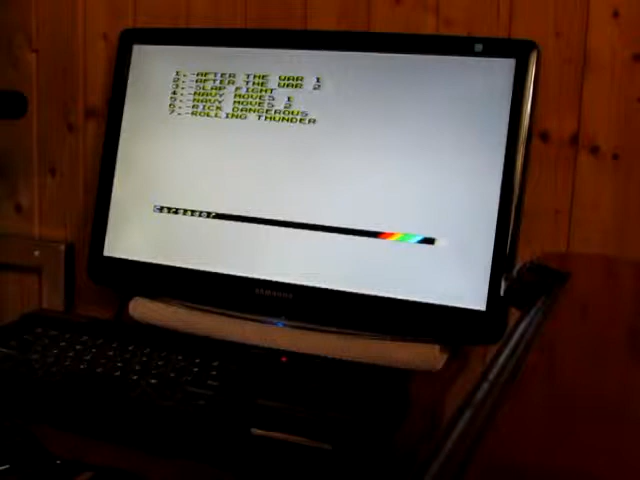 1.-AFTER THE WAR 1
2.-AFTER THE WAR 2
3.-SLAP FIGHT
4.-NAVY MOVES 1
5.-NAVY MOVES 2
6.-RICK DANGEROUS
7.-ROLLING THUNDER
Cargador
SAMSUNG